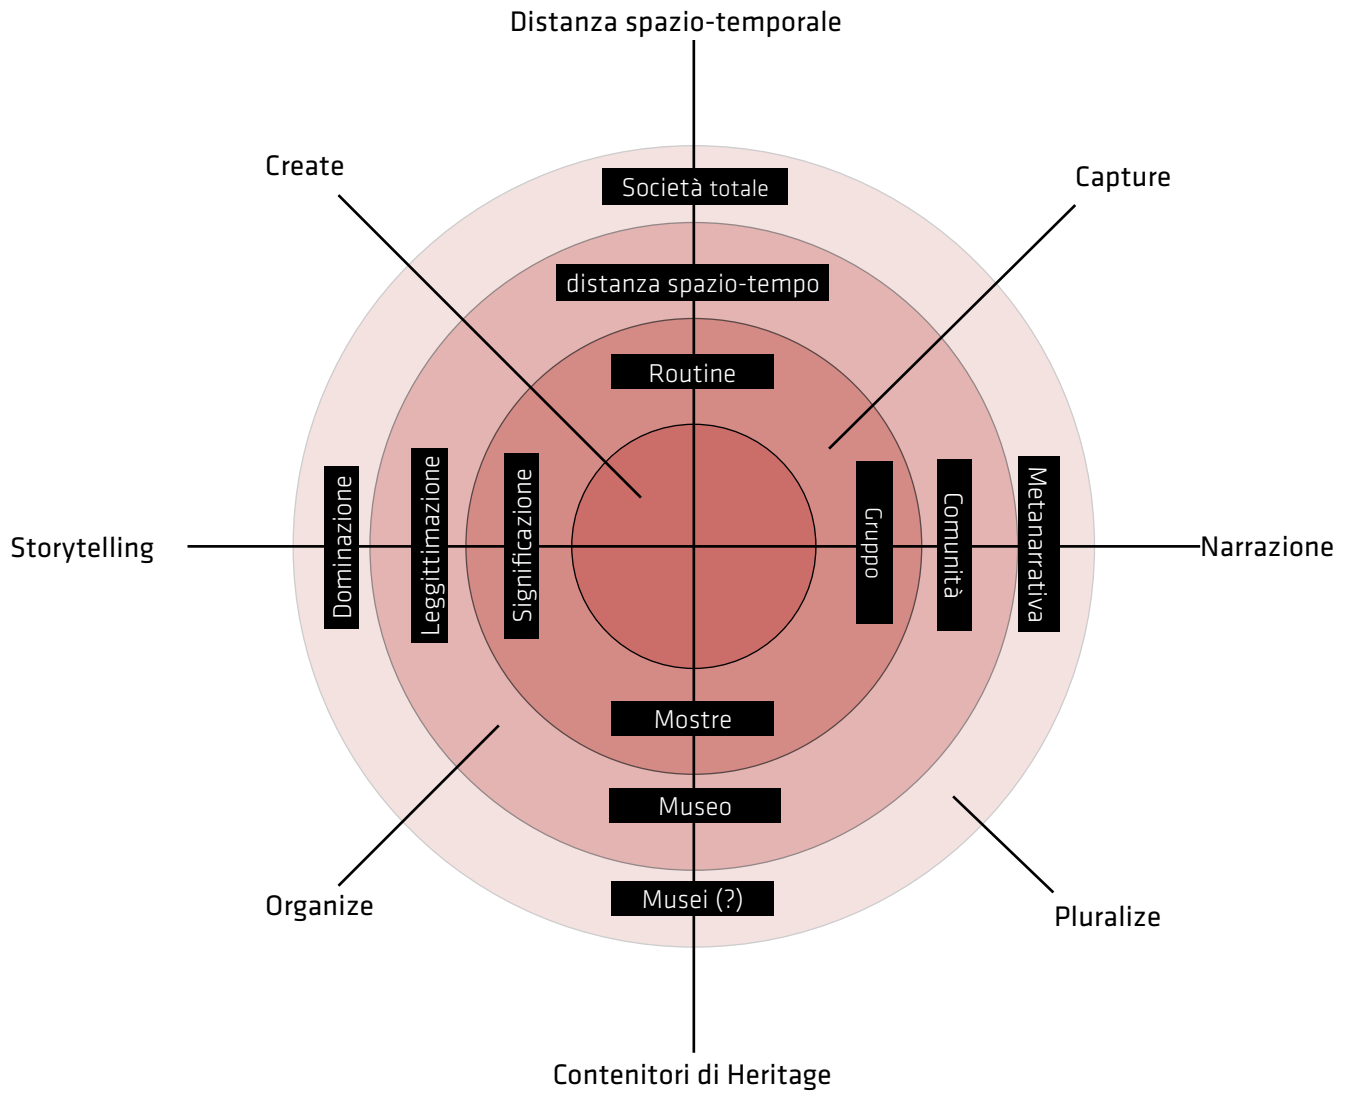 Distanza spazio-temporale
Create
Capture
Società totale
distanza spazio-tempo
Routine
Storytelling
Dominazione
Leggittimazione
Significazione
Gruppo
Comunità
Metanarrativa
Narrazione
Mostre
Museo
Musei (?)
Organize
Pluralize
Contenitori di Heritage